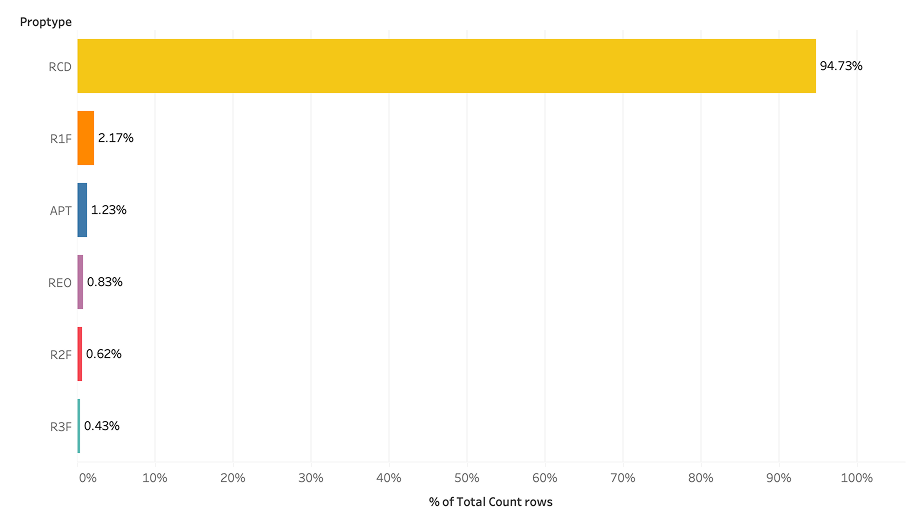 Proptype
RCD 94.73%
R1F 2.17%
APT 1.23%
REO 0.83%
R2F 0.62%
R3F 0.43%
0% 10% 20% 30% 40% 50% 60% 70% 80% 90% 100%
% of Total Count rows